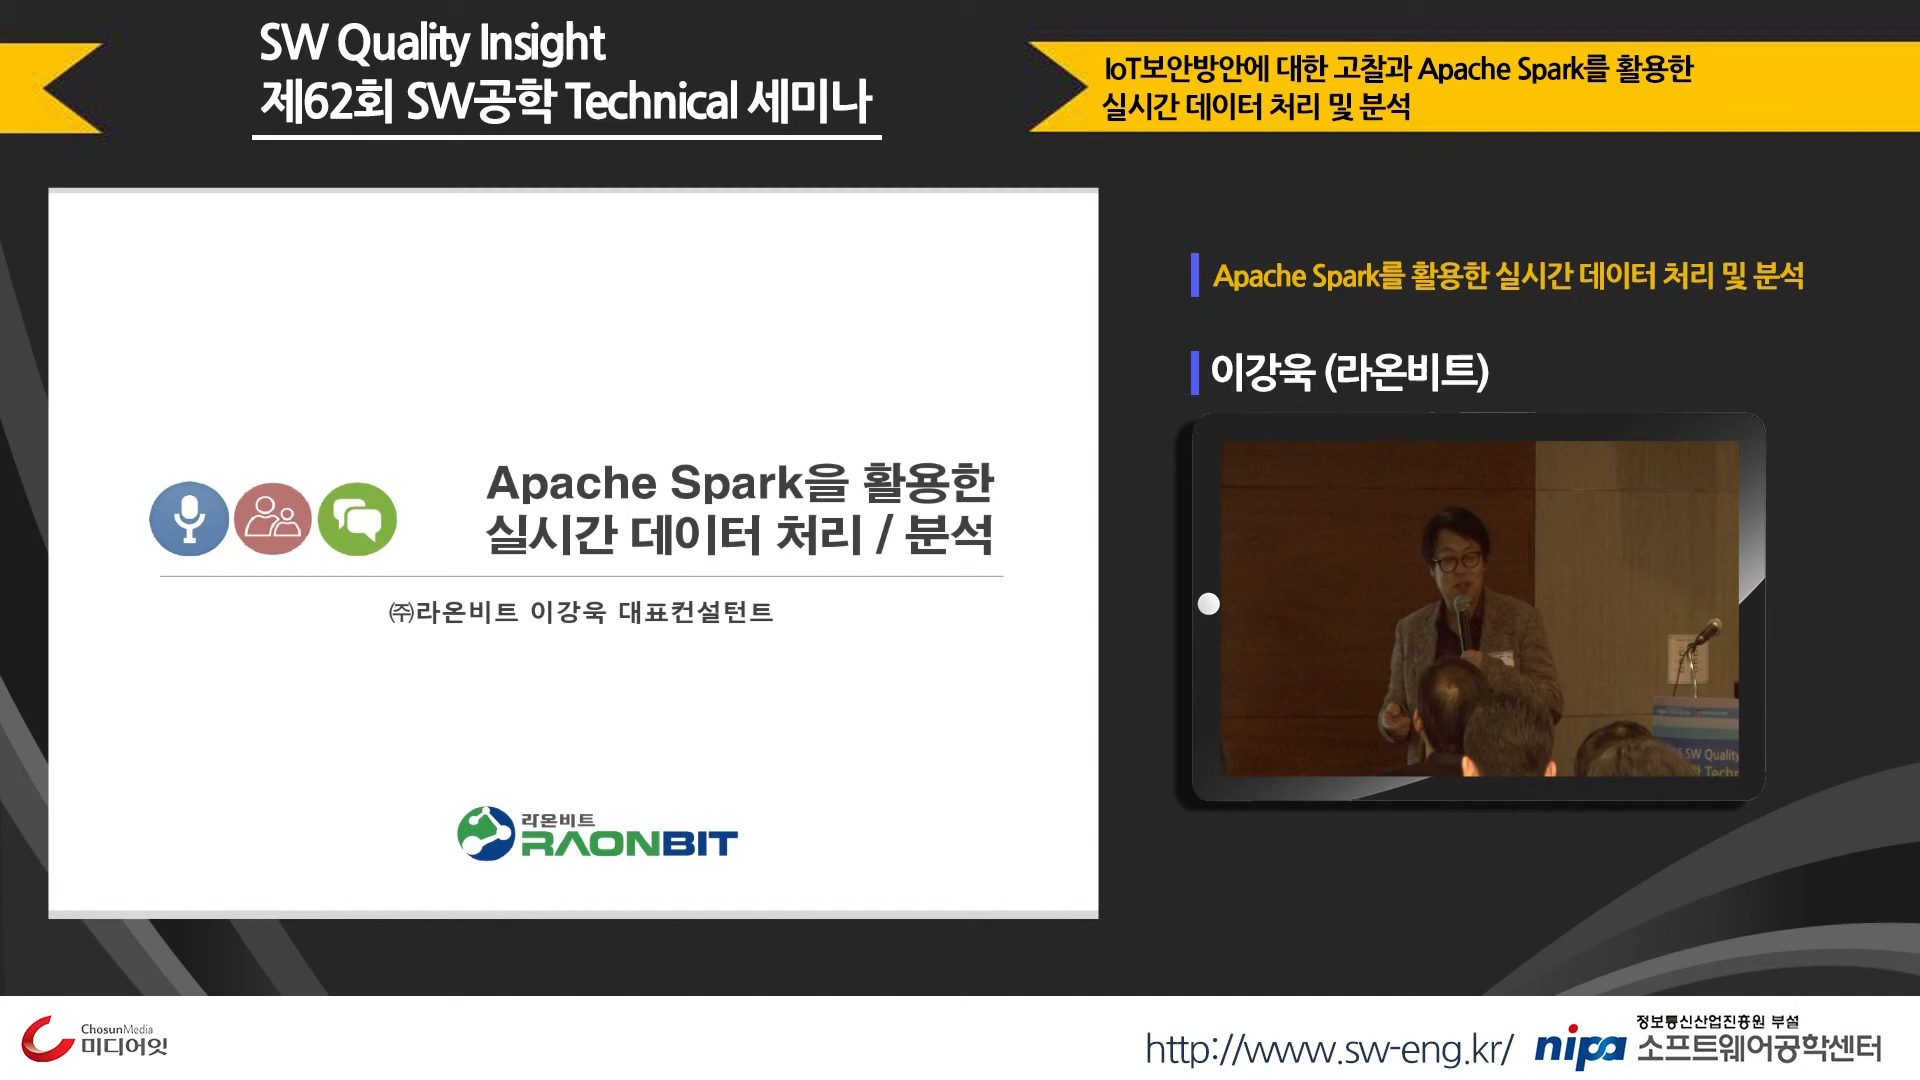 SW Quality Insight
제62회 SW공학 Technical 세미나
IoT보안방안에 대한 고찰과 Apache Spark를 활용한
실시간 데이터 처리 및 분석
Apache Spark을 활용한
실시간 데이터 처리 / 분석
㈜라온비트 이강욱 대표컨설턴트
라온비트
RAONBIT
Apache Spark를 활용한 실시간 데이터 처리 및 분석
이강욱 (라온비트)
SW Quality
Techn
ChosunMedia
미디어잇
http://www.sw-eng.kr/
nipa
정보통신산업진흥원 부설
소프트웨어공학센터